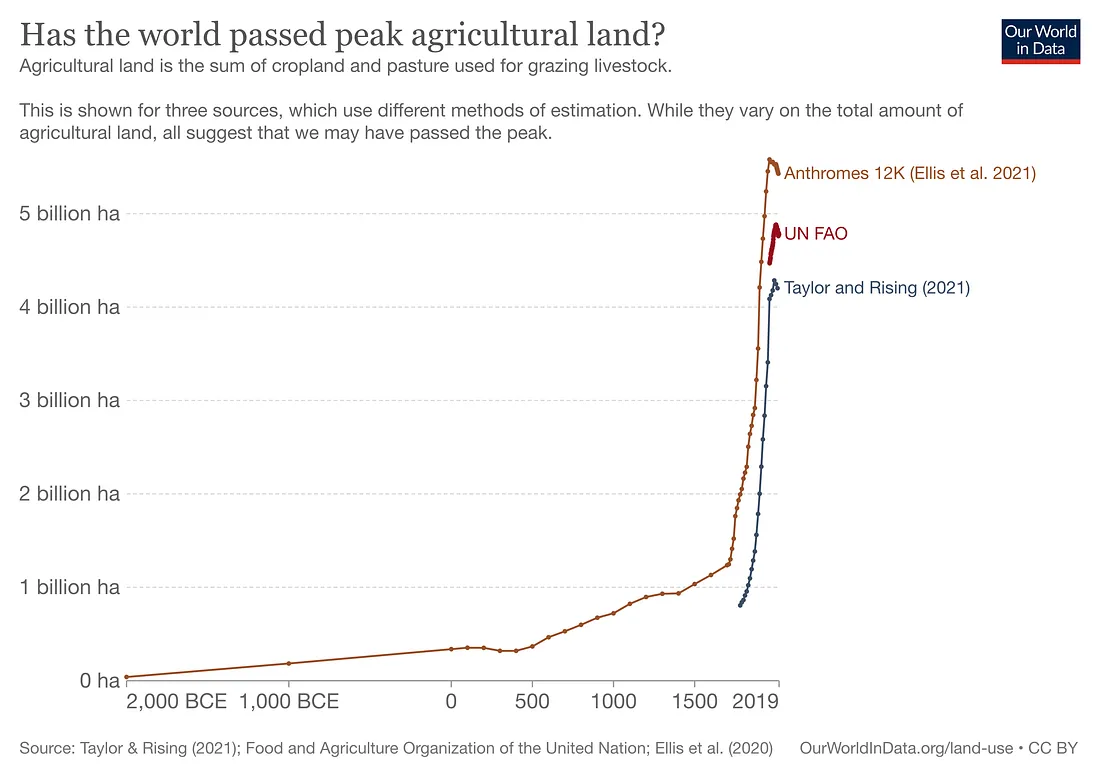 Has the world passed peak agricultural land?
Our World
in Data
Agricultural land is the sum of cropland and pasture used for grazing livestock.
This is shown for three sources, which use different methods of estimation. While they vary on the total amount of
agricultural land, all suggest that we may have passed the peak.
Anthromes 12K (Ellis et al. 2021)
5 billion ha
UN FAO
Taylor and Rising (2021)
4 billion ha
3 billion ha
2 billion ha
1 billion ha
0 ha
2,000 BCE 1,000 BCE 0 500 1000 1500 2019
Source: Taylor & Rising (2021); Food and Agriculture Organization of the United Nation; Ellis et al. (2020) OurWorldInData.org/land-use • CC BY